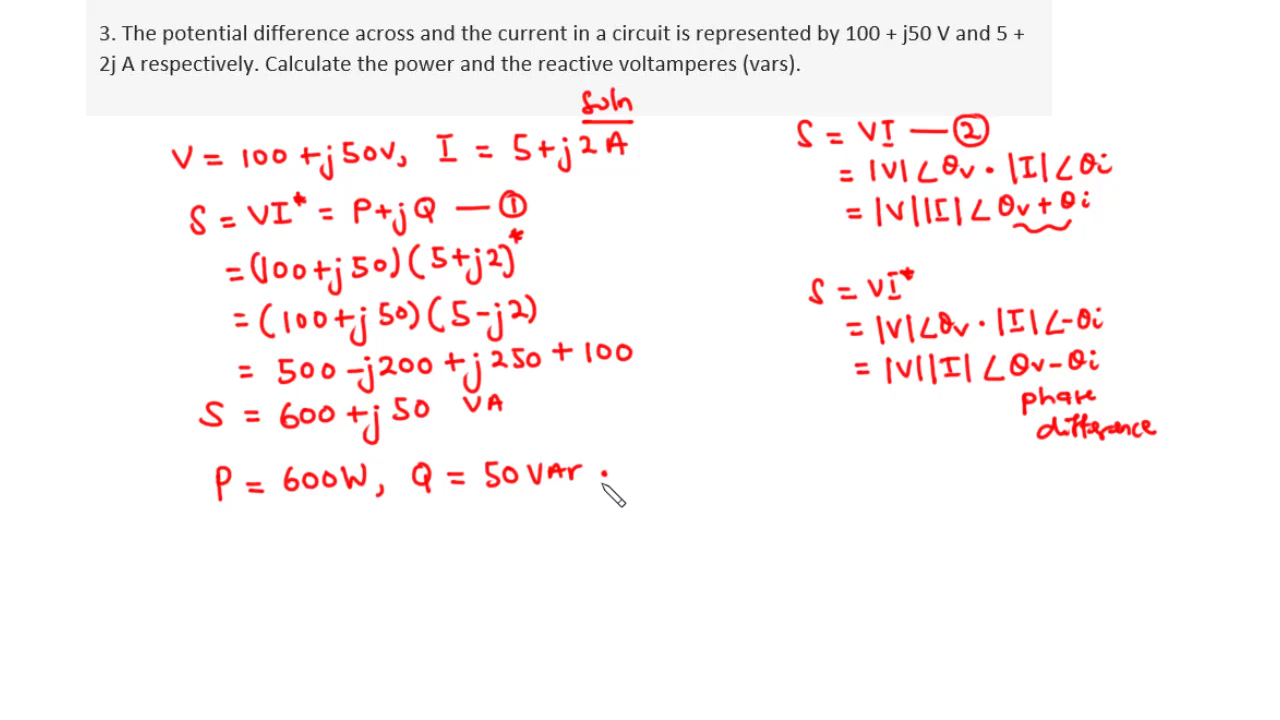 3. The potential difference across and the current in a circuit is represented by 100 + j50 V and 5 +
2j A respectively. Calculate the power and the reactive voltamperes (vars).
Soln
V = 100 + j50V, I = 5 + j2 A
S = VI* = P + jQ — ①
= (100 + j50)(5 + j2)*
= (100 + j50)(5 - j2)
= 500 - j200 + j250 + 100
S = 600 + j50 VA
P = 600W, Q = 50 VAr.
S = VI — ②
= |V|∠θv · |I|∠θi
= |V||I|∠θv + θi
S = VI*
= |V|∠θv · |I|∠-θi
= |V||I|∠θv - θi
phase
difference